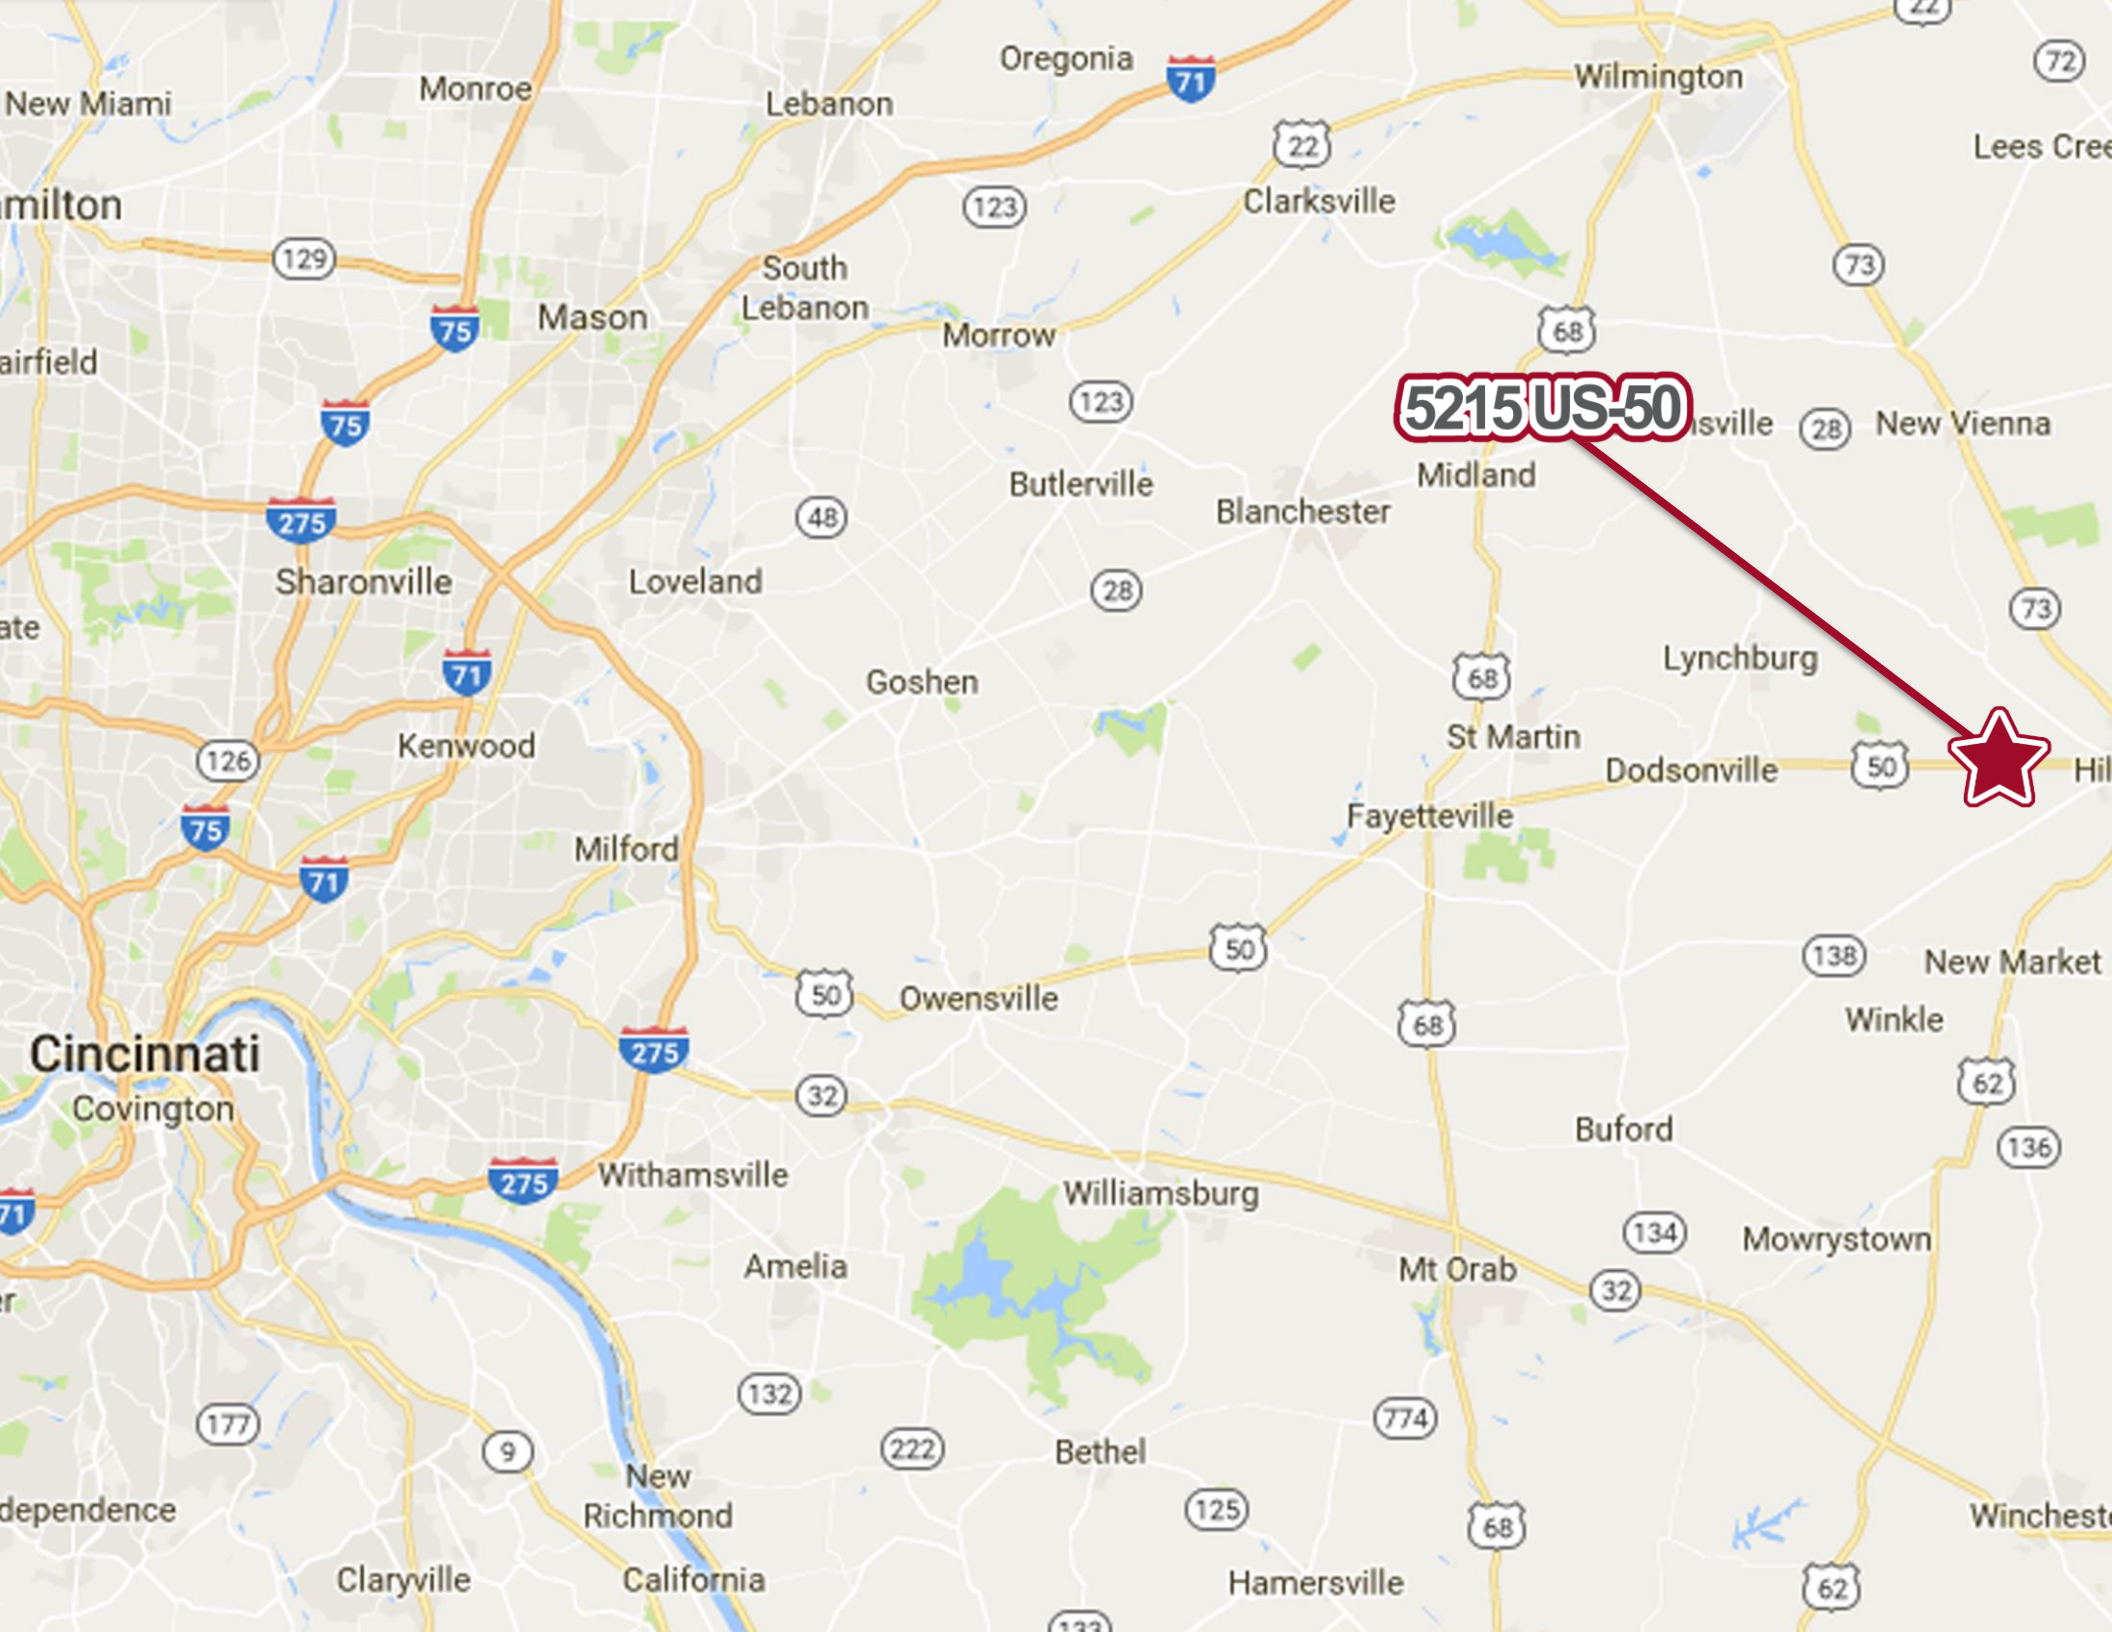 22
72
Oregonia
71
Wilmington
Monroe
New Miami
Lebanon
22
Lees Cree
amilton
123
Clarksville
129
73
South
Lebanon
75
Mason
Morrow
68
airfield
75
123
5215 US-50
sville
28
New Vienna
Midland
Butlerville
Blanchester
48
275
Sharonville
Loveland
28
73
ate
71
Goshen
68
Lynchburg
Kenwood
126
St Martin
Dodsonville
50
Hil
75
Fayetteville
Milford
71
50
138
New Market
50
Owensville
Winkle
68
275
Cincinnati
32
62
Covington
Buford
136
275
Withamsville
Williamsburg
71
134
Mowrystown
Amelia
Mt Orab
32
er
132
177
774
9
222
Bethel
New
Richmond
125
dependence
68
Wincheste
Claryville
California
Hamersville
62
133